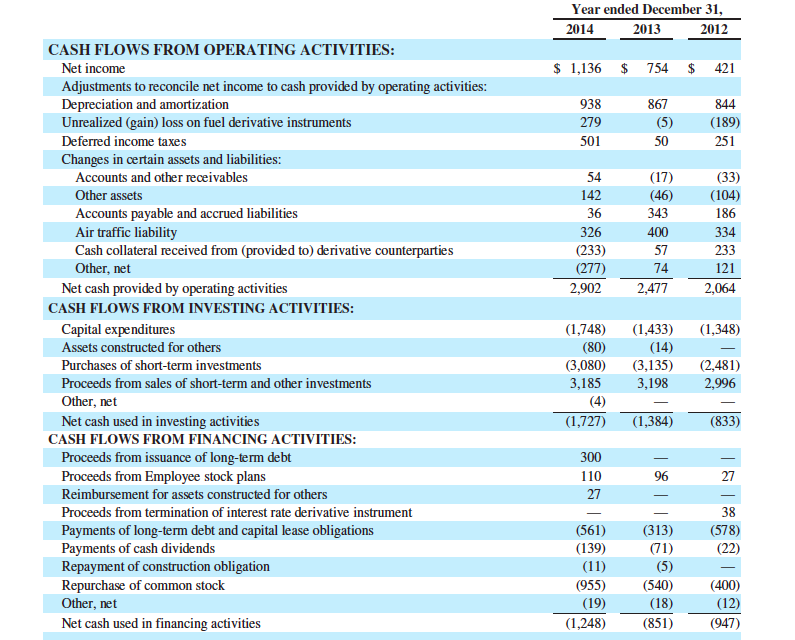 Year ended December 31,
2014 2013 2012
CASH FLOWS FROM OPERATING ACTIVITIES:
Net income $ 1,136 $ 754 $ 421
Adjustments to reconcile net income to cash provided by operating activities:
Depreciation and amortization 938 867 844
Unrealized (gain) loss on fuel derivative instruments 279 (5) (189)
Deferred income taxes 501 50 251
Changes in certain assets and liabilities:
Accounts and other receivables 54 (17) (33)
Other assets 142 (46) (104)
Accounts payable and accrued liabilities 36 343 186
Air traffic liability 326 400 334
Cash collateral received from (provided to) derivative counterparties (233) 57 233
Other, net (277) 74 121
Net cash provided by operating activities 2,902 2,477 2,064
CASH FLOWS FROM INVESTING ACTIVITIES:
Capital expenditures (1,748) (1,433) (1,348)
Assets constructed for others (80) (14) —
Purchases of short-term investments (3,080) (3,135) (2,481)
Proceeds from sales of short-term and other investments 3,185 3,198 2,996
Other, net (4) — —
Net cash used in investing activities (1,727) (1,384) (833)
CASH FLOWS FROM FINANCING ACTIVITIES:
Proceeds from issuance of long-term debt 300 — —
Proceeds from Employee stock plans 110 96 27
Reimbursement for assets constructed for others 27 — —
Proceeds from termination of interest rate derivative instrument — — 38
Payments of long-term debt and capital lease obligations (561) (313) (578)
Payments of cash dividends (139) (71) (22)
Repayment of construction obligation (11) (5) —
Repurchase of common stock (955) (540) (400)
Other, net (19) (18) (12)
Net cash used in financing activities (1,248) (851) (947)